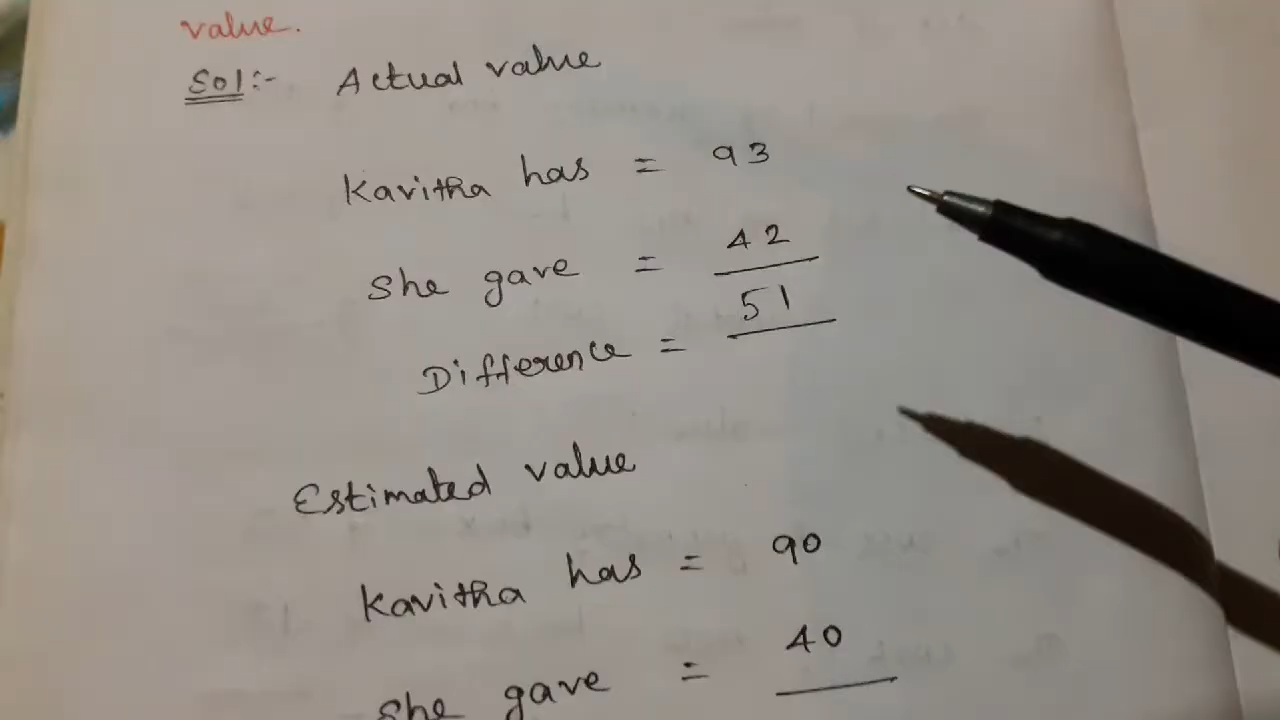 value.
Sol:- Actual value
Kavitha has = 93
She gave = 42
Difference = 51
Estimated value
Kavitha has = 90
She gave = 40